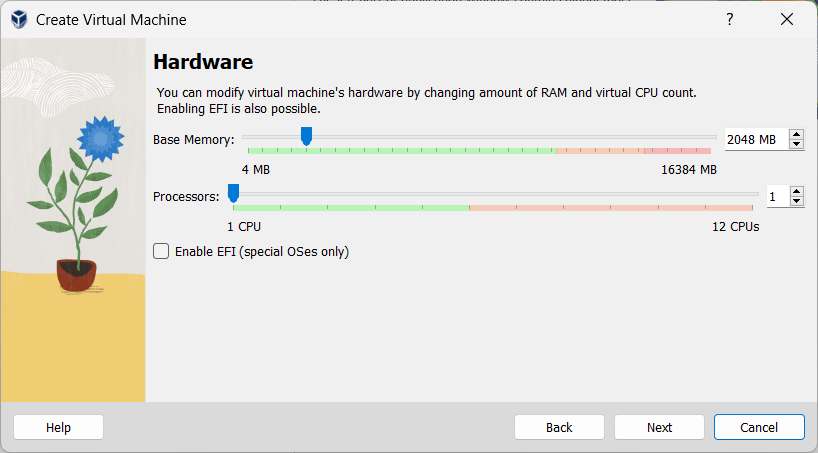 Create Virtual Machine
?
Hardware
You can modify virtual machine's hardware by changing amount of RAM and virtual CPU count.
Enabling EFI is also possible.
Base Memory:
2048 MB
4 MB
16384 MB
Processors:
1
1 CPU
12 CPUs
Enable EFI (special OSes only)
Help
Back
Next
Cancel